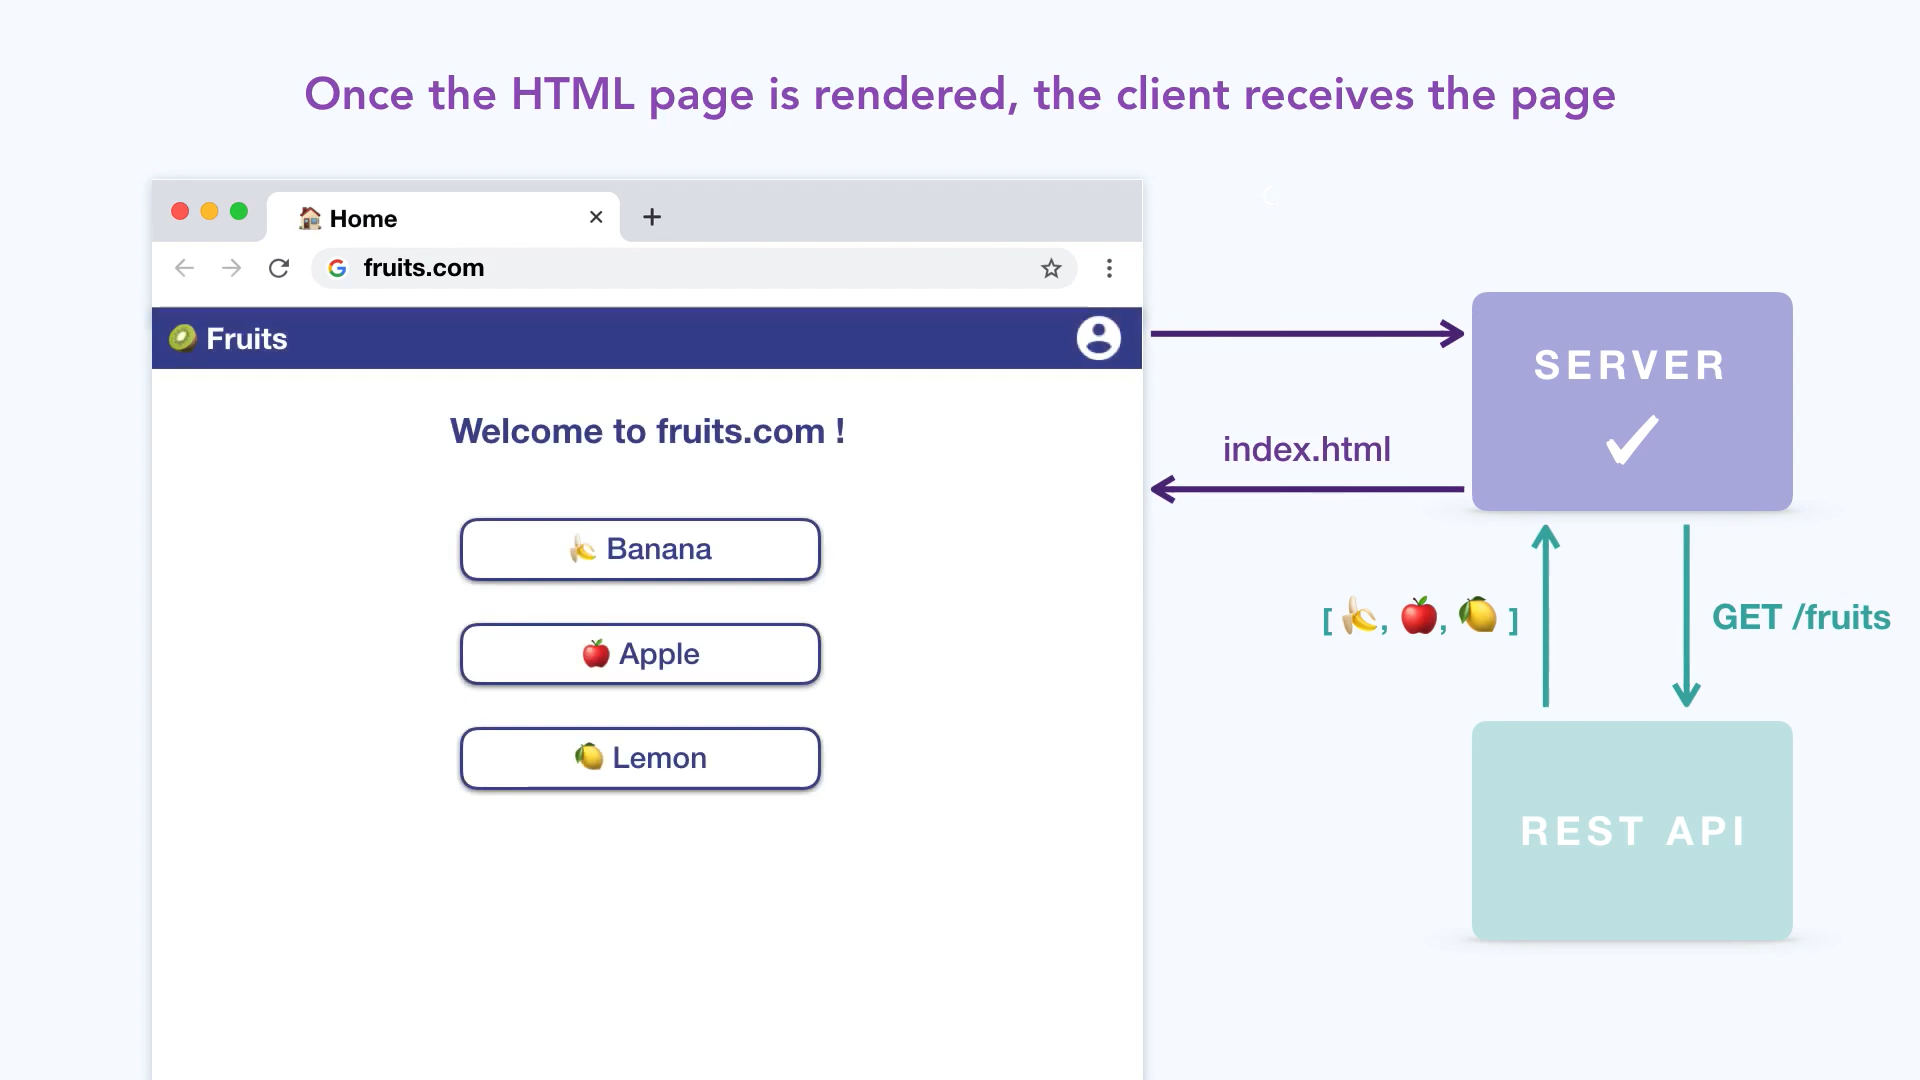 Once the HTML page is rendered, the client receives the page
Home
fruits.com
Fruits
Welcome to fruits.com !
Banana
Apple
Lemon
SERVER
index.html
[ 🍌, 🍎, 🍋 ]
GET /fruits
REST API